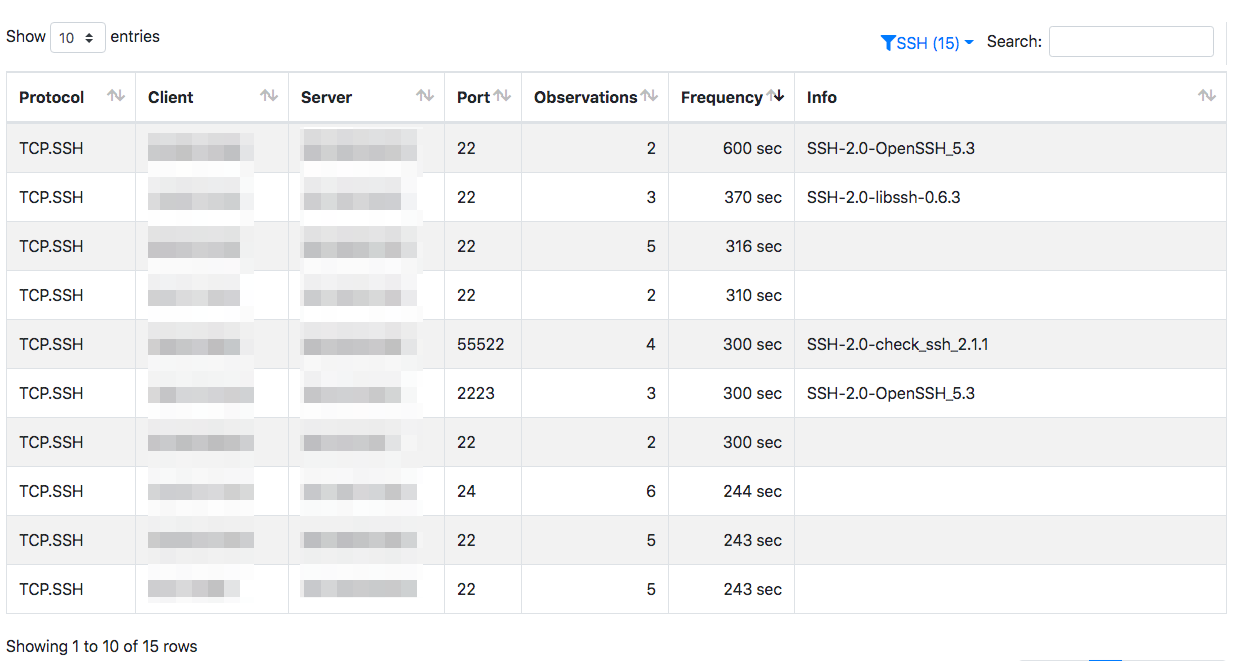 Show 10 entries SSH (15) Search:
Protocol Client Server Port Observations Frequency Info
TCP.SSH 22 2 600 sec SSH-2.0-OpenSSH_5.3
TCP.SSH 22 3 370 sec SSH-2.0-libssh-0.6.3
TCP.SSH 22 5 316 sec
TCP.SSH 22 2 310 sec
TCP.SSH 55522 4 300 sec SSH-2.0-check_ssh_2.1.1
TCP.SSH 2223 3 300 sec SSH-2.0-OpenSSH_5.3
TCP.SSH 22 2 300 sec
TCP.SSH 24 6 244 sec
TCP.SSH 22 5 243 sec
TCP.SSH 22 5 243 sec
Showing 1 to 10 of 15 rows